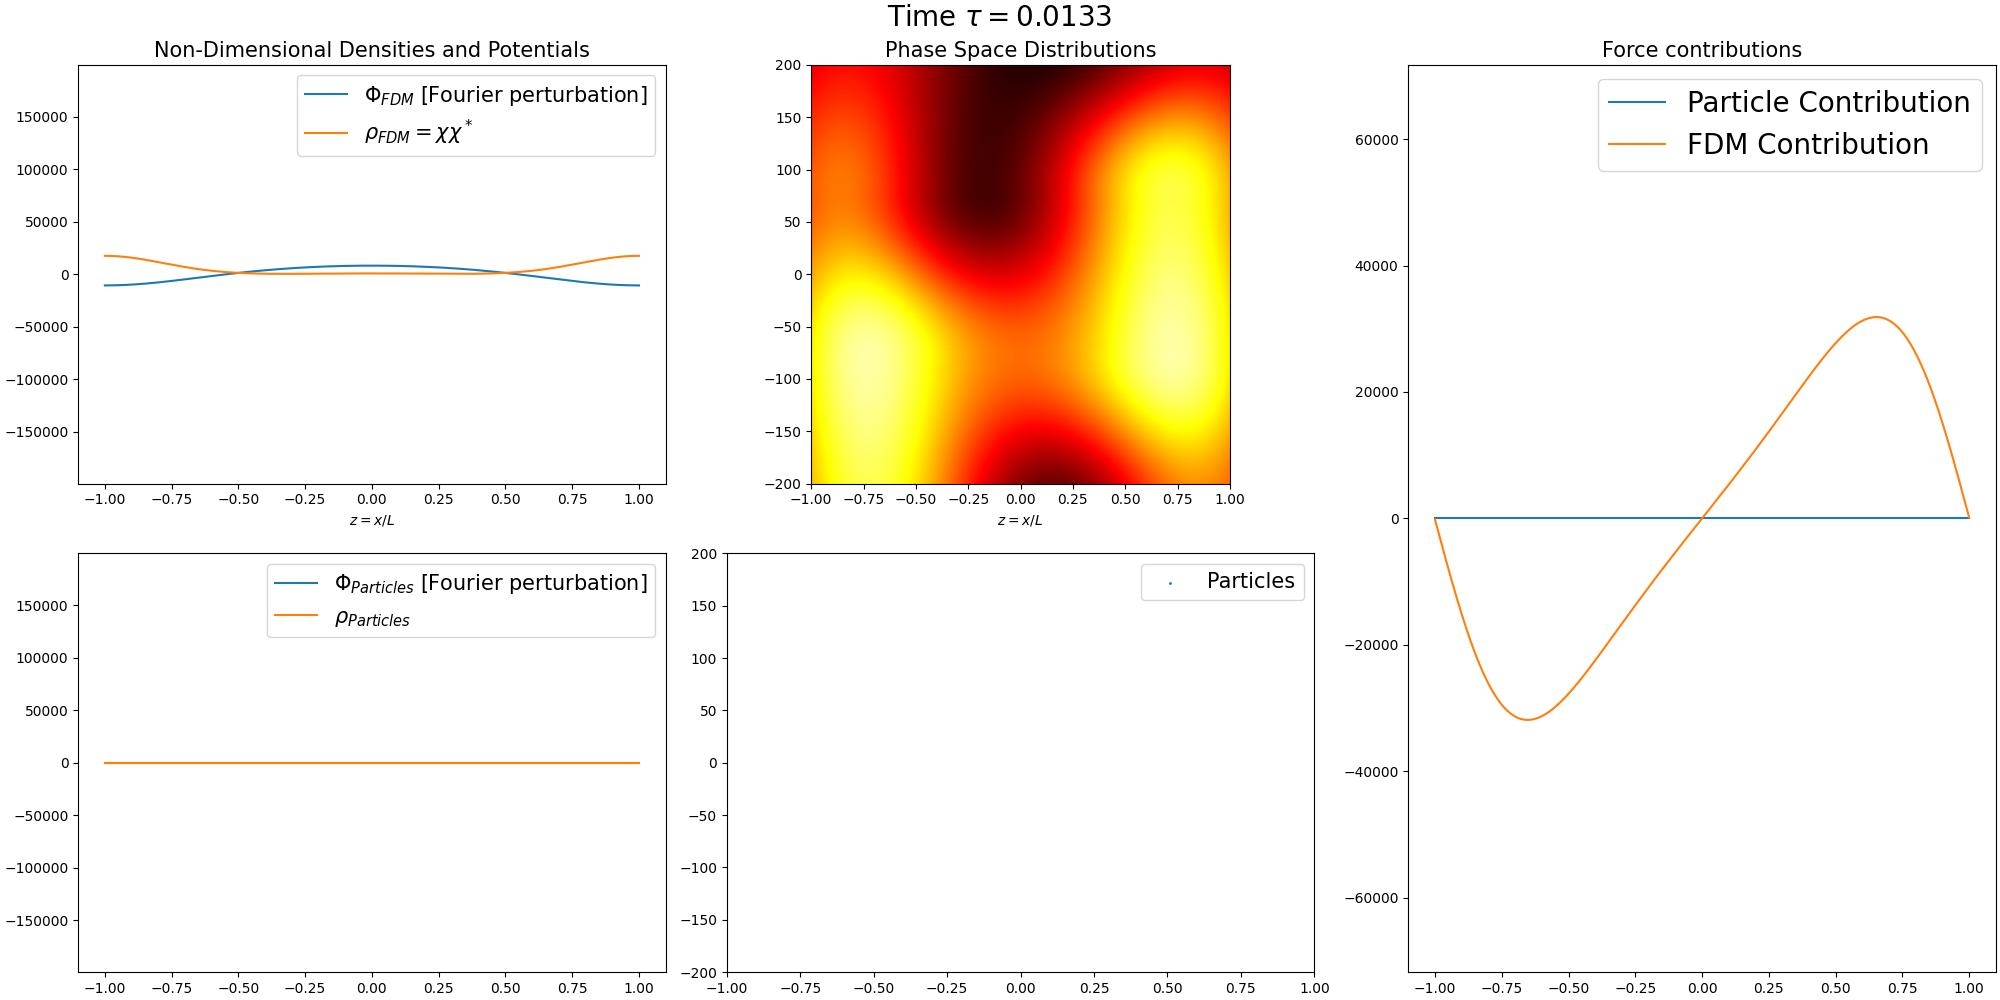 Time τ = 0.0133
Non-Dimensional Densities and Potentials
150000
100000
50000
0
−50000
−100000
−150000
Φ_FDM [Fourier perturbation]
ρ_FDM = χχ*
−1.00 −0.75 −0.50 −0.25 0.00 0.25 0.50 0.75 1.00
z = x/L
Phase Space Distributions
200
150
100
50
0
−50
−100
−150
−200
−1.00 −0.75 −0.50 −0.25 0.00 0.25 0.50 0.75 1.00
z = x/L
Force contributions
Particle Contribution
FDM Contribution
60000
40000
20000
0
−20000
−40000
−60000
−1.00 −0.75 −0.50 −0.25 0.00 0.25 0.50 0.75 1.00
Φ_Particles [Fourier perturbation]
ρ_Particles
150000
100000
50000
0
−50000
−100000
−150000
−1.00 −0.75 −0.50 −0.25 0.00 0.25 0.50 0.75 1.00
Particles
200
150
100
50
0
−50
−100
−150
−200
−1.00 −0.75 −0.50 −0.25 0.00 0.25 0.50 0.75 1.00